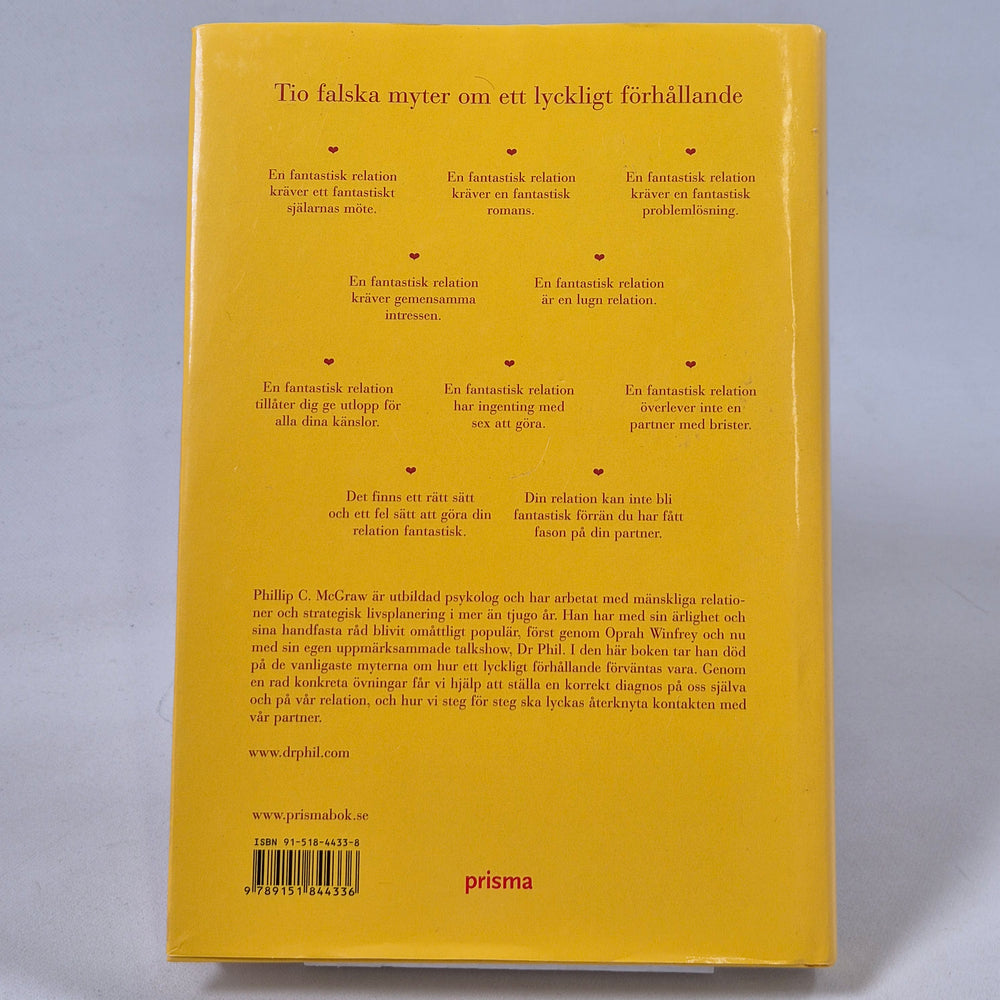 Tio falska myter om ett lyckligt förhållande
En fantastisk relation
kräver ett fantastiskt
själarnas möte.
En fantastisk relation
kräver en fantastisk
romans.
En fantastisk relation
kräver en fantastisk
problemlösning.
En fantastisk relation
kräver gemensamma
intressen.
En fantastisk relation
är en lugn relation.
En fantastisk relation
tillåter dig ge utlopp för
alla dina känslor.
En fantastisk relation
har ingenting med
sex att göra.
En fantastisk relation
överlever inte en
partner med brister.
Det finns ett rätt sätt
och ett fel sätt att göra din
relation fantastisk.
Din relation kan inte bli
fantastisk förrän du har fått
fason på din partner.
Phillip C. McGraw är utbildad psykolog och har arbetat med mänskliga relatio-
ner och strategisk livsplanering i mer än tjugo år. Han har med sin ärlighet och
sina handfasta råd blivit omåttligt populär, först genom Oprah Winfrey och nu
med sin egen uppmärksammade talkshow, Dr Phil. I den här boken tar han död
på de vanligaste myterna om hur ett lyckligt förhållande förväntas vara. Genom
en rad konkreta övningar får vi hjälp att ställa en korrekt diagnos på oss själva
och på vår relation, och hur vi steg för steg ska lyckas återknyta kontakten med
vår partner.
www.drphil.com
www.prismabok.se
ISBN 91-518-4433-8
9 789151 844336
prisma